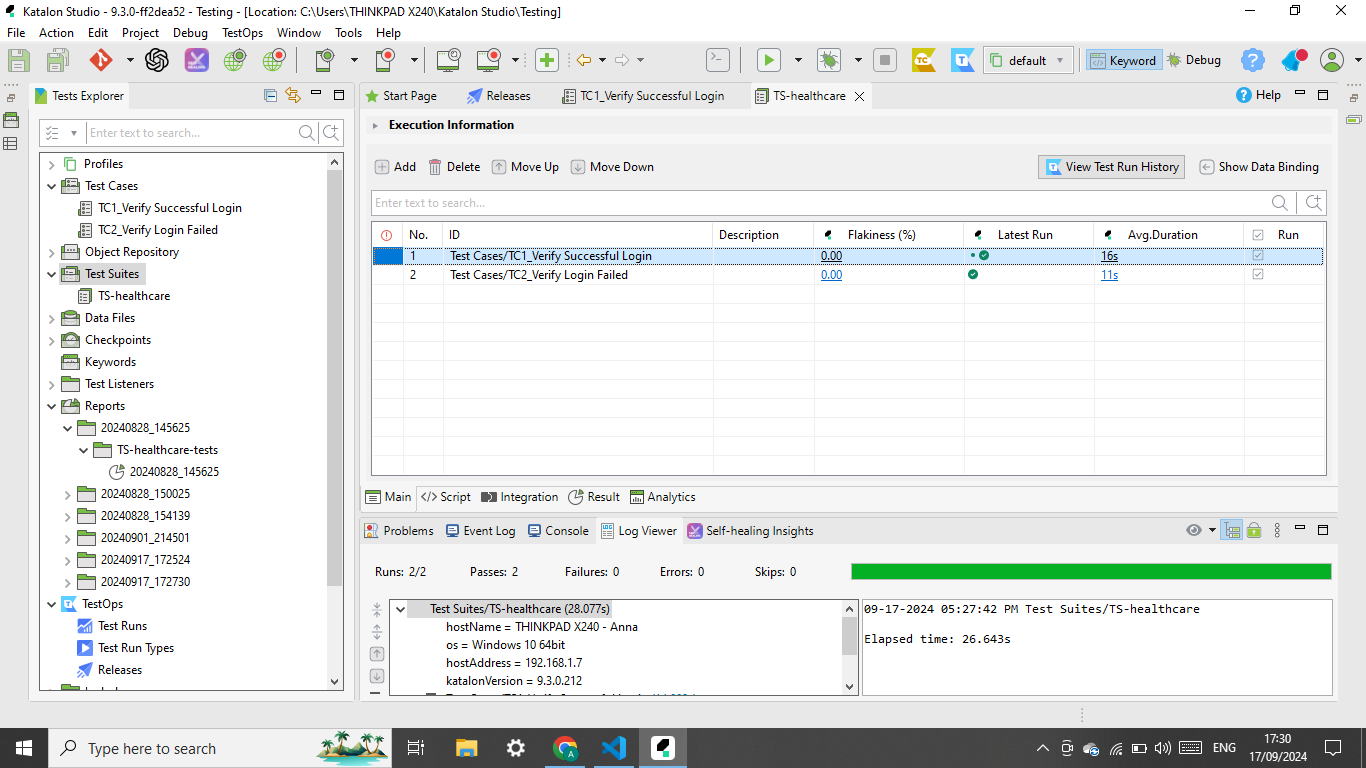 Katalon Studio - 9.3.0-ff2dea52 - Testing - [Location: C:\Users\THINKPAD X240\Katalon Studio\Testing]
File Action Edit Project Debug TestOps Window Tools Help
TC default Keyword Debug
Tests Explorer
Start Page Releases TC1_Verify Successful Login TS-healthcare Help
Enter text to search...
Execution Information
Profiles
Test Cases
TC1_Verify Successful Login
TC2_Verify Login Failed
Object Repository
Test Suites
TS-healthcare
Data Files
Checkpoints
Keywords
Test Listeners
Reports
20240828_145625
TS-healthcare-tests
20240828_145625
20240828_150025
20240828_154139
20240901_214501
20240917_172524
20240917_172730
TestOps
Test Runs
Test Run Types
Releases
Add Delete Move Up Move Down View Test Run History Show Data Binding
Enter text to search...
No. ID Description Flakiness (%) Latest Run Avg.Duration Run
1 Test Cases/TC1_Verify Successful Login 0.00 16s
2 Test Cases/TC2_Verify Login Failed 0.00 11s
Main </> Script Integration Result Analytics
Problems Event Log Console Log Viewer Self-healing Insights
Runs: 2/2 Passes: 2 Failures: 0 Errors: 0 Skips: 0
Test Suites/TS-healthcare (28.077s)
hostName = THINKPAD X240 - Anna
os = Windows 10 64bit
hostAddress = 192.168.1.7
katalonVersion = 9.3.0.212
09-17-2024 05:27:42 PM Test Suites/TS-healthcare
Elapsed time: 26.643s
Type here to search
ENG
17:30
17/09/2024